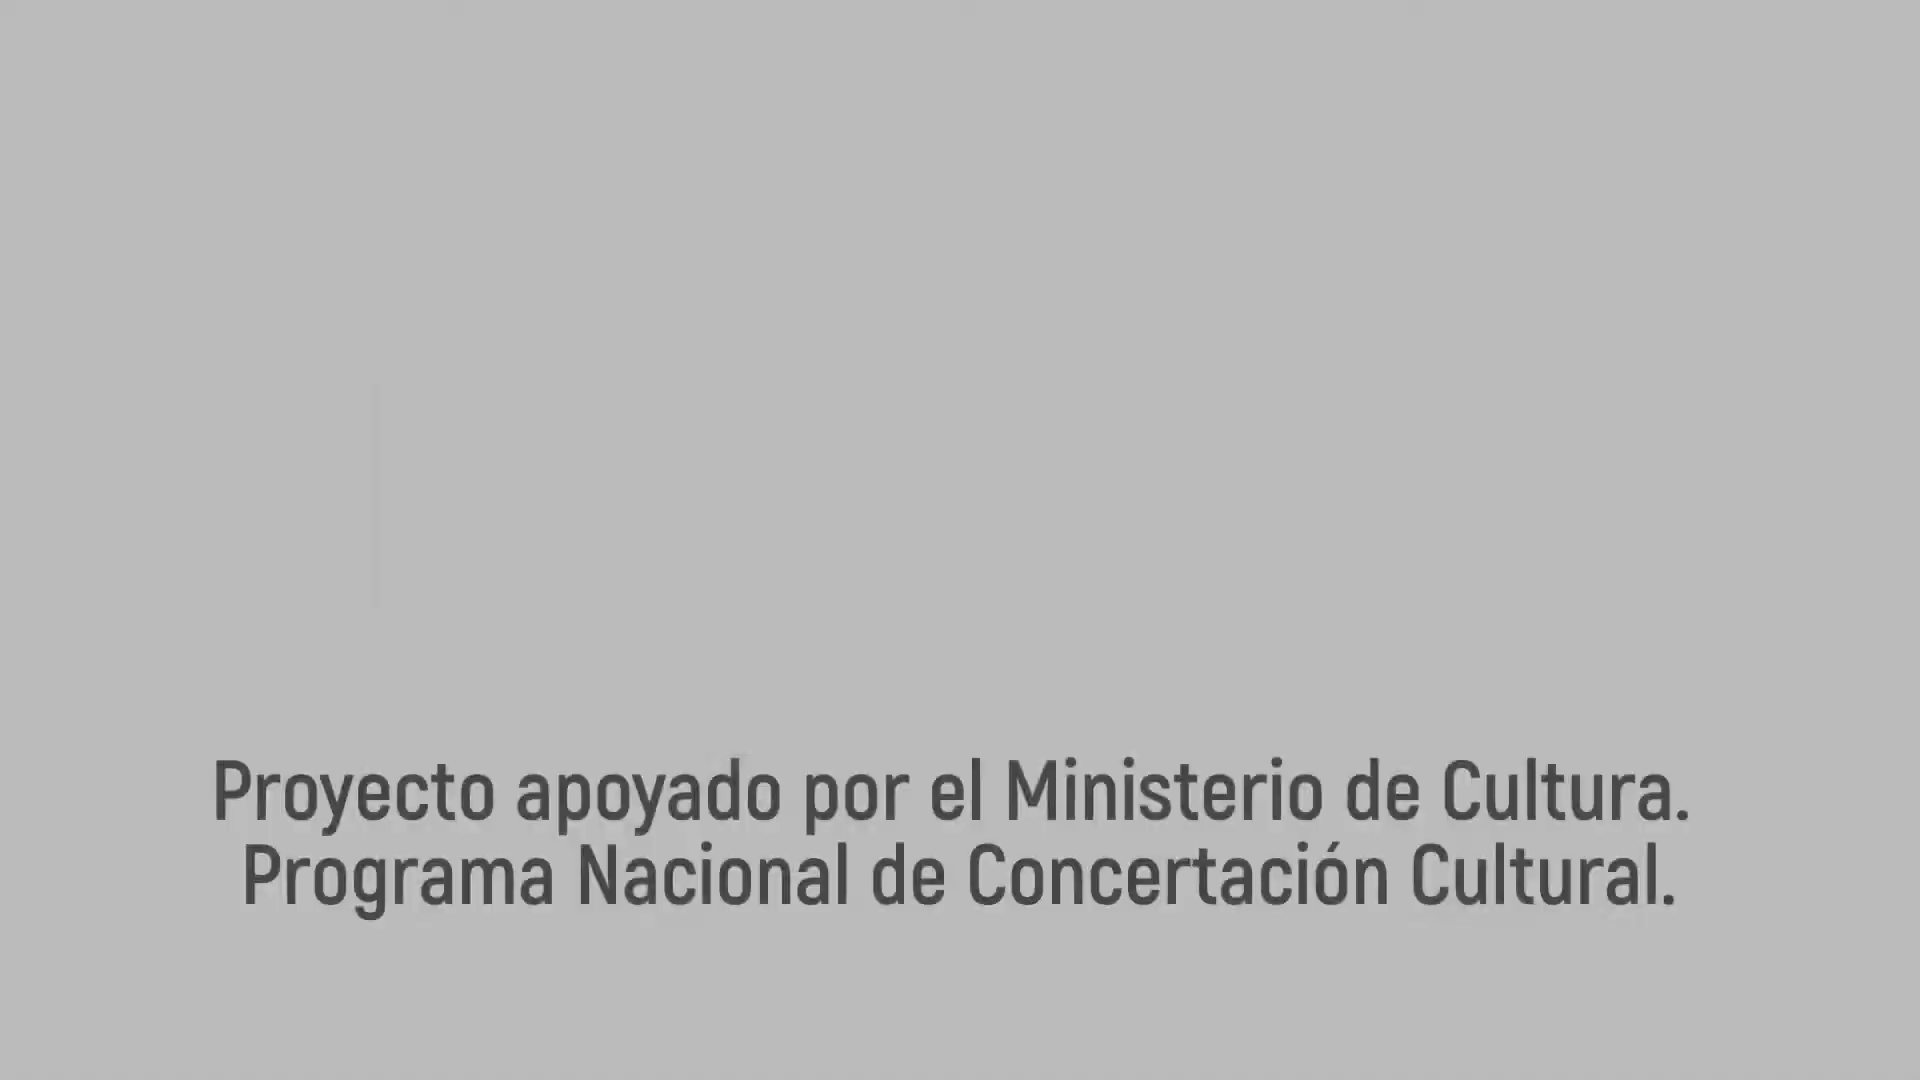 Proyecto apoyado por el Ministerio de Cultura.
Programa Nacional de Concertación Cultural.